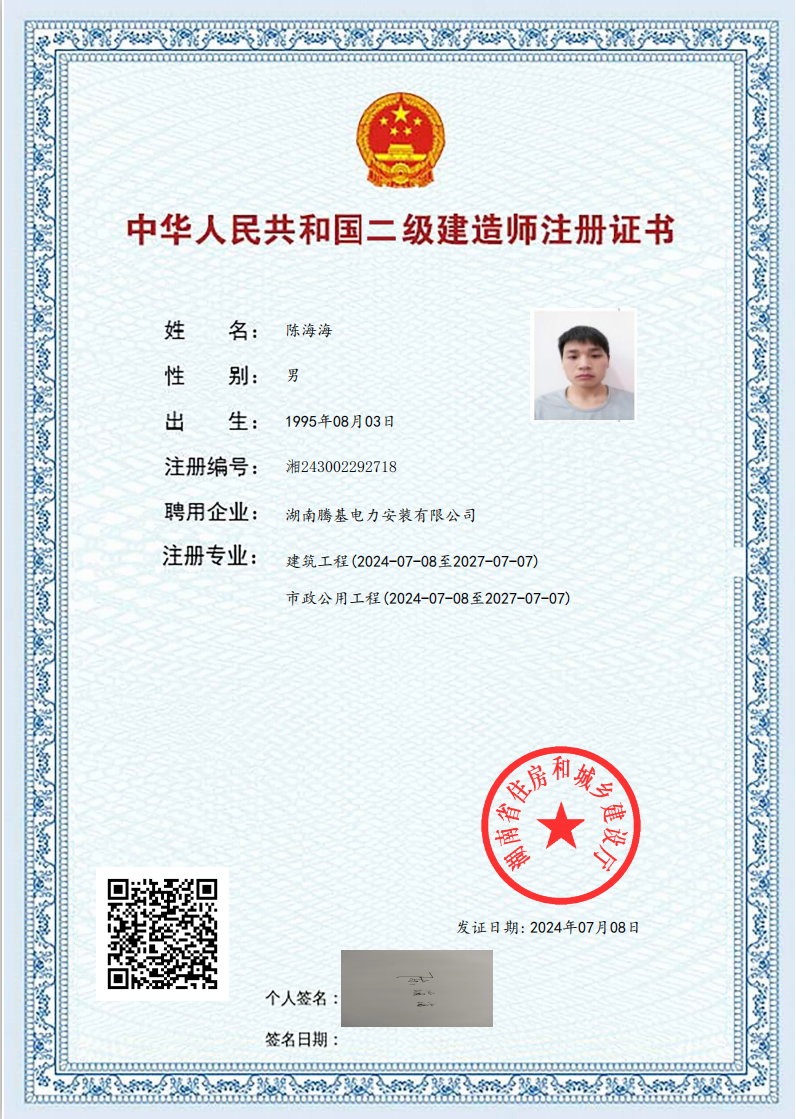 中华人民共和国二级建造师注册证书
姓 名： 陈海海
性 别： 男
出 生： 1995年08月03日
注册编号： 湘243002292718
聘用企业： 湖南腾基电力安装有限公司
注册专业： 建筑工程(2024-07-08至2027-07-07)
市政公用工程(2024-07-08至2027-07-07)
湖南省住房和城乡建设厅
发证日期: 2024年07月08日
个人签名：
签名日期：